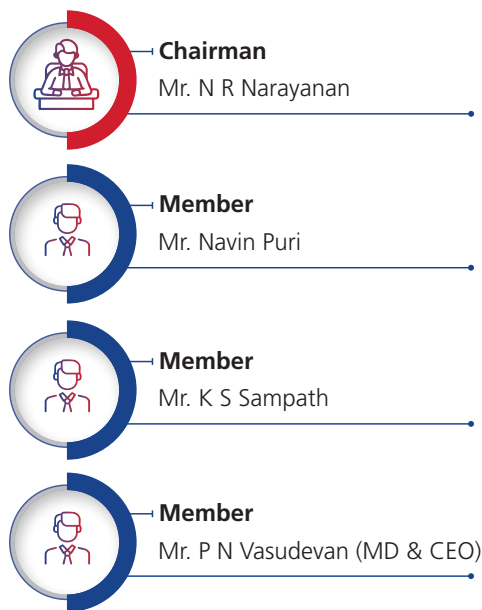 Chairman
Mr. N R Narayanan
Member
Mr. Navin Puri
Member
Mr. K S Sampath
Member
Mr. P N Vasudevan (MD & CEO)